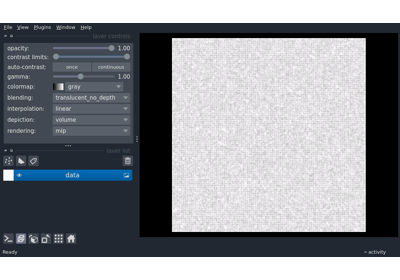 File View Plugins Window Help
layer controls
opacity: 1.00
contrast limits:
auto-contrast: once continuous
gamma: 1.00
colormap: gray
blending: translucent_no_depth
interpolation: linear
depiction: volume
rendering: mip
layer list
data
Ready activity